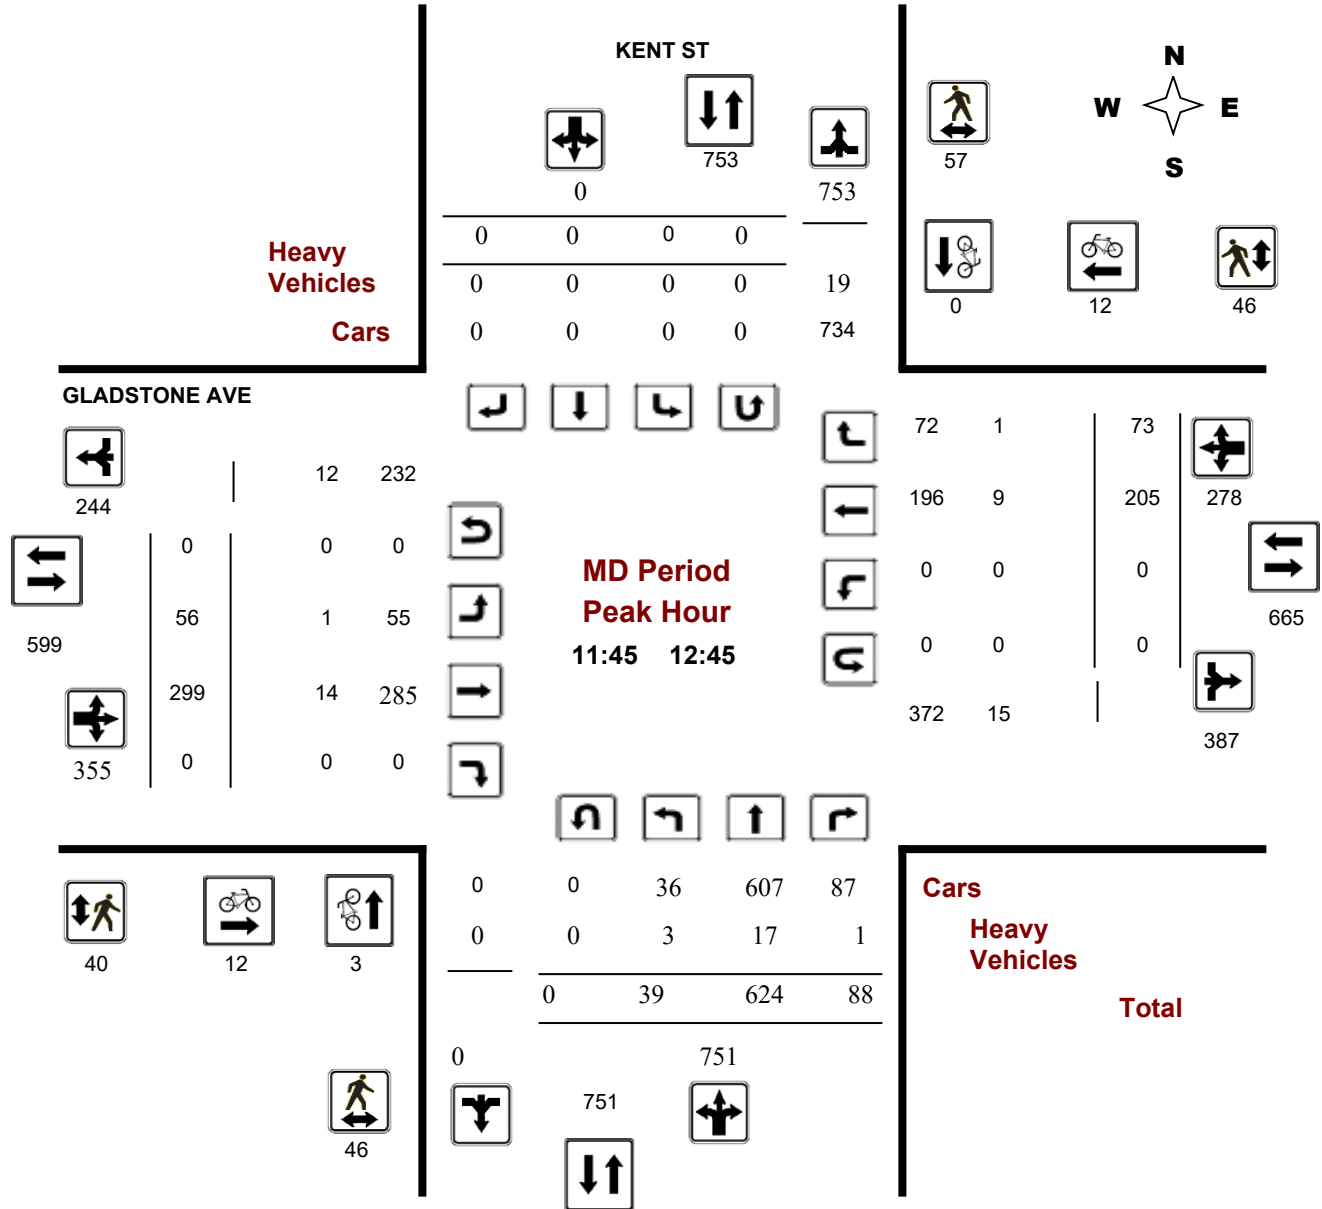 KENT ST
N
W E
S
753
57
0 753
0 0 0 0
Heavy
Vehicles
0 0 0 0 19
Cars
0 0 0 0 734
0 12 46
GLADSTONE AVE
72 1 73
12 232
244
196 9 205 278
0 0 0
0 0 0
MD Period
Peak Hour
56 1 55
599
665
11:45 12:45
0 0 0
299 14 285
372 15
387
355 0 0 0
0 0 36 607 87
Cars
0 0 3 17 1
Heavy
Vehicles
40 12 3
0 39 624 88
Total
0 751
751
46